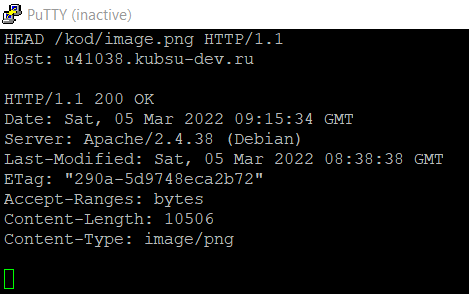 PuTTY (inactive)
HEAD /kod/image.png HTTP/1.1
Host: u41038.kubsu-dev.ru
HTTP/1.1 200 OK
Date: Sat, 05 Mar 2022 09:15:34 GMT
Server: Apache/2.4.38 (Debian)
Last-Modified: Sat, 05 Mar 2022 08:38:38 GMT
ETag: "290a-5d9748eca2b72"
Accept-Ranges: bytes
Content-Length: 10506
Content-Type: image/png